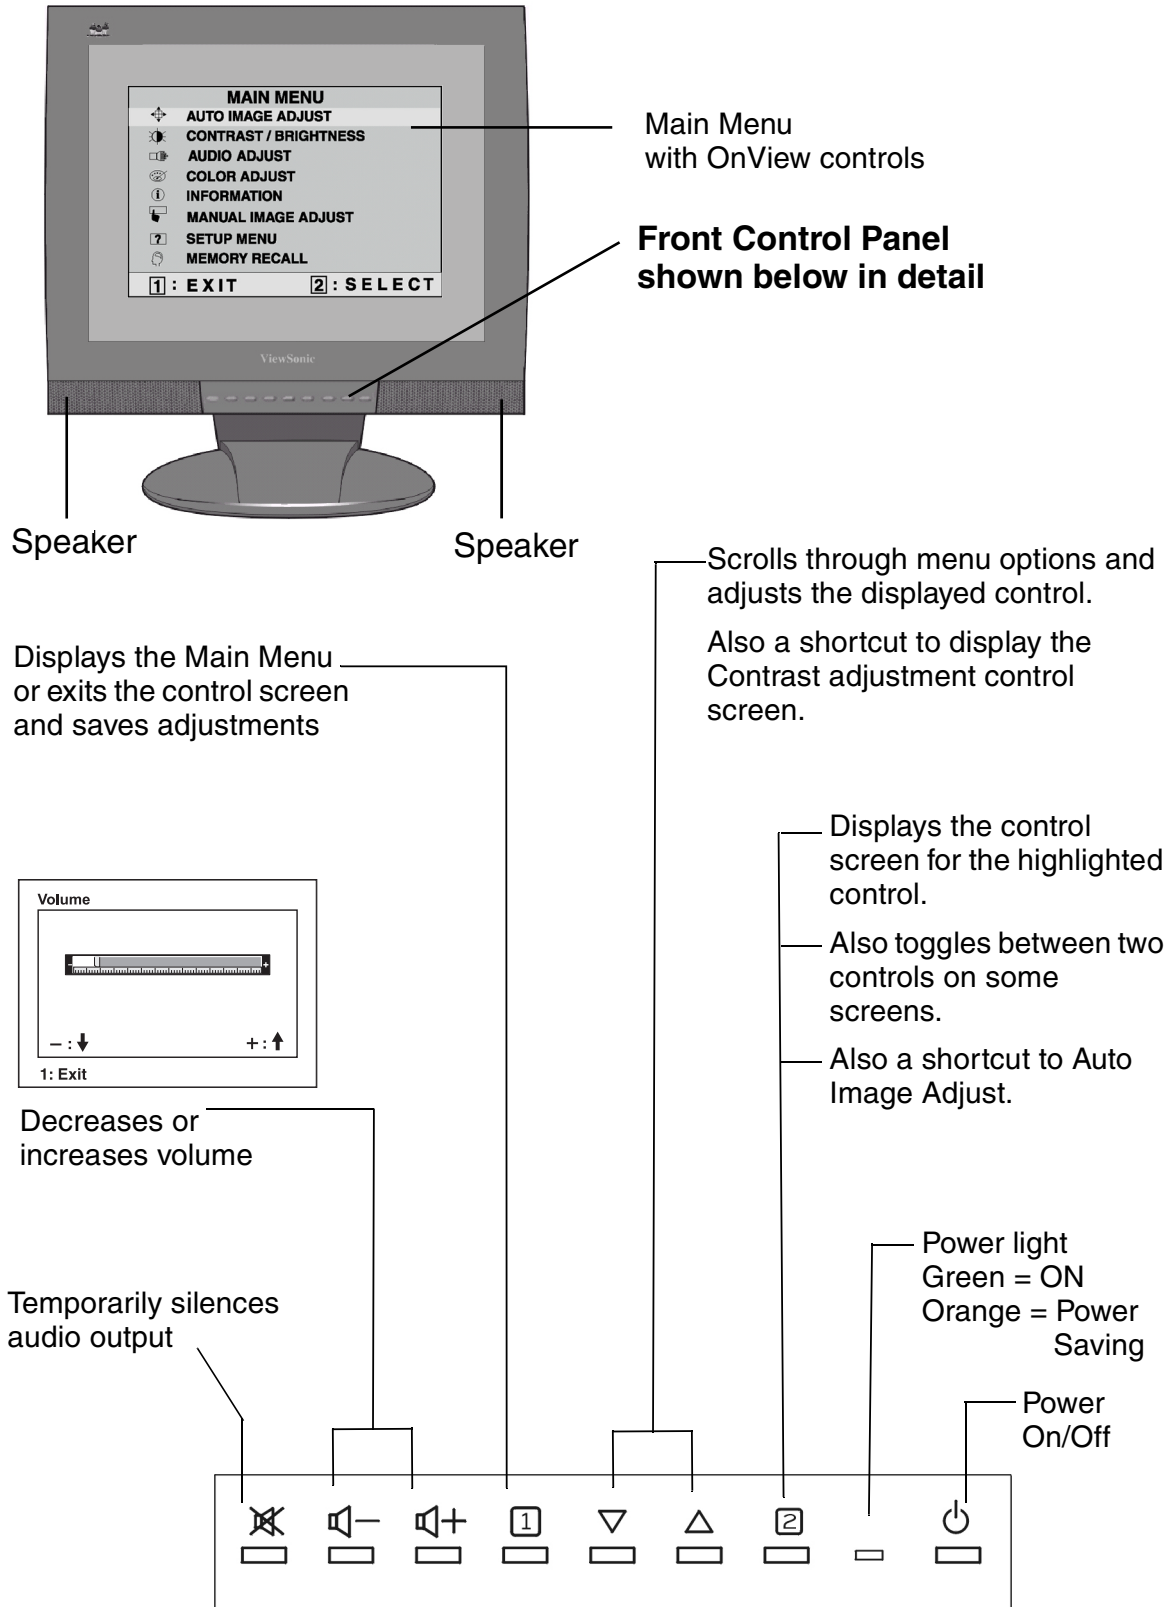 MAIN MENU
AUTO IMAGE ADJUST
CONTRAST / BRIGHTNESS
AUDIO ADJUST
COLOR ADJUST
INFORMATION
MANUAL IMAGE ADJUST
SETUP MENU
MEMORY RECALL
1 : EXIT 2 : SELECT
ViewSonic
Main Menu
with OnView controls
Front Control Panel
shown below in detail
Speaker
Speaker
Scrolls through menu options and
adjusts the displayed control.
Also a shortcut to display the
Contrast adjustment control
screen.
Displays the Main Menu
or exits the control screen
and saves adjustments
Displays the control
screen for the highlighted
control.
Also toggles between two
controls on some
screens.
Also a shortcut to Auto
Image Adjust.
Volume
- +
– : ↓ + : ↑
1: Exit
Decreases or
increases volume
Power light
Green = ON
Orange = Power
Saving
Temporarily silences
audio output
Power
On/Off
1 2